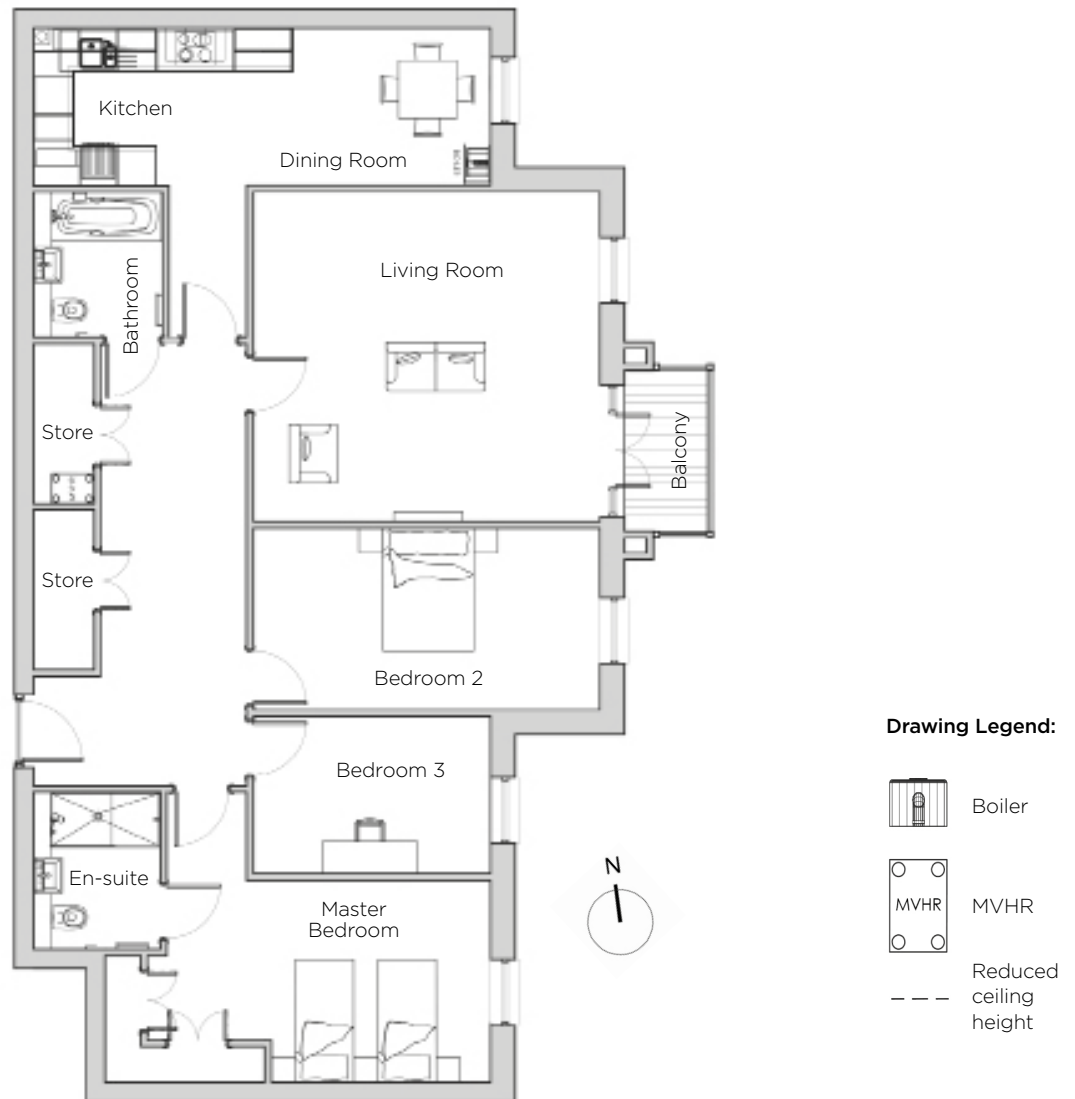 Kitchen
Dining Room
Living Room
Bathroom
Store
Balcony
Store
Bedroom 2
Bedroom 3
En-suite
Master
Bedroom
N
Drawing Legend:
Boiler
MVHR
MVHR
Reduced
ceiling
height